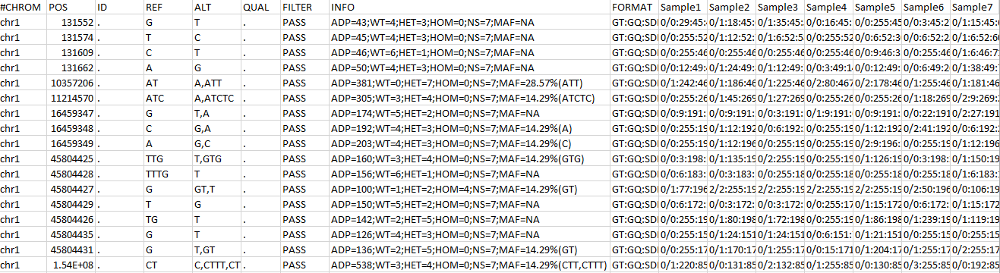 #CHROM POS ID REF ALT QUAL FILTER INFO FORMAT Sample1 Sample2 Sample3 Sample4 Sample5 Sample6 Sample7
chr1 131552 . G T . PASS ADP=43;WT=4;HET=3;HOM=0;NS=7;MAF=NA GT:GQ:SDI 0/0:29:45: 0/1:18:45: 0/1:35:45: 0/0:16:45: 0/0:255:45 0/0:3:45:2 0/1:15:45:
chr1 131574 . T C . PASS ADP=45;WT=4;HET=3;HOM=0;NS=7;MAF=NA GT:GQ:SDI 0/0:255:52 0/1:12:52: 0/1:6:52:5 0/0:255:52 0/0:6:52:3 0/0:6:52:2 0/1:6:52:6
chr1 131609 . C T . PASS ADP=46;WT=6;HET=1;HOM=0;NS=7;MAF=NA GT:GQ:SDI 0/0:255:46 0/0:255:46 0/0:255:46 0/0:255:46 0/0:9:46:3 0/0:255:46 0/1:6:46:7
chr1 131662 . A G . PASS ADP=50;WT=4;HET=3;HOM=0;NS=7;MAF=NA GT:GQ:SDI 0/0:12:49: 0/1:24:49: 0/1:12:49: 0/0:3:49:1 0/0:12:49: 0/0:6:49:2 0/1:38:49:
chr1 10357206 . AT A,ATT . PASS ADP=381;WT=0;HET=7;HOM=0;NS=7;MAF=28.57%(ATT) GT:GQ:SDI 0/1:242:46 0/1:186:46 0/1:225:46 0/2:80:467 0/2:178:46 0/1:255:46 0/1:181:46
chr1 11214570 . ATC A,ATCTC . PASS ADP=305;WT=3;HET=4;HOM=0;NS=7;MAF=14.29%(ATCTC) GT:GQ:SDI 0/0:255:26 0/1:45:269 0/1:27:269 0/0:255:26 0/0:255:26 0/1:18:269 0/2:9:269:
chr1 16459347 . G T,A . PASS ADP=174;WT=5;HET=2;HOM=0;NS=7;MAF=NA GT:GQ:SDI 0/0:9:191: 0/0:9:191: 0/0:3:191: 0/1:9:191: 0/0:9:191: 0/0:22:191 0/2:27:191
chr1 16459348 . C G,A . PASS ADP=192;WT=4;HET=3;HOM=0;NS=7;MAF=14.29%(A) GT:GQ:SDI 0/0:255:19 0/1:12:192 0/0:6:192: 0/0:255:19 0/1:12:192 0/2:41:192 0/0:6:192:
chr1 16459349 . A G,C . PASS ADP=203;WT=4;HET=3;HOM=0;NS=7;MAF=14.29%(C) GT:GQ:SDI 0/0:255:19 0/1:12:196 0/0:255:19 0/0:255:19 0/2:9:196: 0/0:255:19 0/1:12:196
chr1 45804425 . TTG T,GTG . PASS ADP=160;WT=3;HET=4;HOM=0;NS=7;MAF=14.29%(GTG) GT:GQ:SDI 0/0:3:198: 0/1:135:19 0/2:255:19 0/0:255:19 0/1:126:19 0/0:3:198: 0/1:150:19
chr1 45804428 . TTTG T . PASS ADP=156;WT=6;HET=1;HOM=0;NS=7;MAF=NA GT:GQ:SDI 0/0:6:183: 0/0:3:183: 0/0:255:18 0/0:255:18 0/0:255:18 0/0:255:18 0/1:6:183:
chr1 45804427 . G GT,T . PASS ADP=100;WT=1;HET=2;HOM=4;NS=7;MAF=14.29%(GT) GT:GQ:SDI 0/1:77:196 2/2:255:19 2/2:255:19 2/2:255:19 2/2:255:19 0/2:50:196 0/0:106:19
chr1 45804429 . T G . PASS ADP=150;WT=5;HET=2;HOM=0;NS=7;MAF=NA GT:GQ:SDI 0/0:6:172: 0/0:3:172: 0/0:3:172: 0/0:255:17 0/1:15:172 0/0:6:172: 0/1:15:172
chr1 45804426 . TG T . PASS ADP=142;WT=2;HET=5;HOM=0;NS=7;MAF=NA GT:GQ:SDI 0/0:255:19 0/1:80:198 0/1:72:198 0/0:255:19 0/1:86:198 0/1:239:19 0/1:119:19
chr1 45804435 . G T . PASS ADP=126;WT=4;HET=3;HOM=0;NS=7;MAF=NA GT:GQ:SDI 0/0:255:15 0/1:24:151 0/1:24:151 0/0:6:151: 0/1:21:151 0/0:255:15 0/0:255:15
chr1 45804431 . G T,GT . PASS ADP=136;WT=2;HET=5;HOM=0;NS=7;MAF=14.29%(GT) GT:GQ:SDI 0/0:255:17 0/1:170:17 0/1:255:17 0/0:15:171 0/1:204:17 0/1:255:17 0/2:255:17
chr1 1.54E+08 . CT C,CTTT,CT . PASS ADP=538;WT=3;HET=4;HOM=0;NS=7;MAF=14.29%(CTT,CTTT) GT:GQ:SDI 0/1:220:85 0/0:131:85 0/2:132:85 0/1:255:85 0/0:130:85 0/3:255:85 0/0:192:85